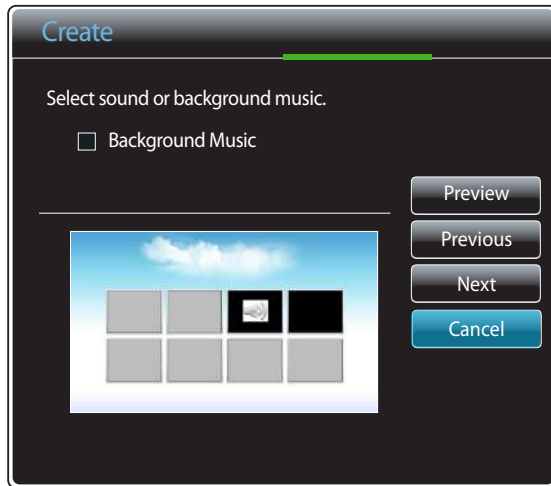 Create
Select sound or background music.
Background Music
Preview
Previous
Next
Cancel